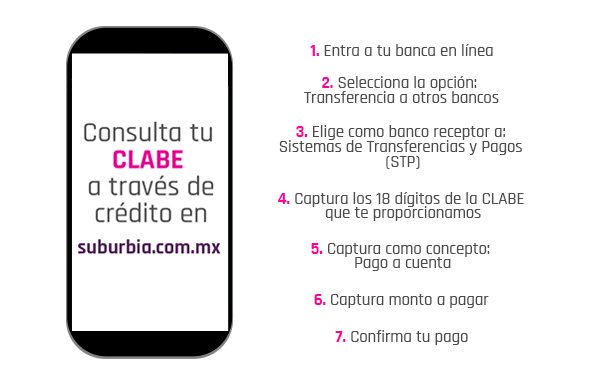 Consulta tu
CLABE
a través de
crédito en
suburbia.com.mx
1. Entra a tu banca en línea
2. Selecciona la opción:
Transferencia a otros bancos
3. Elige como banco receptor a:
Sistemas de Transferencias y Pagos
(STP)
4. Captura los 18 dígitos de la CLABE
que te proporcionamos
5. Captura como concepto:
Pago a cuenta
6. Captura monto a pagar
7. Confirma tu pago